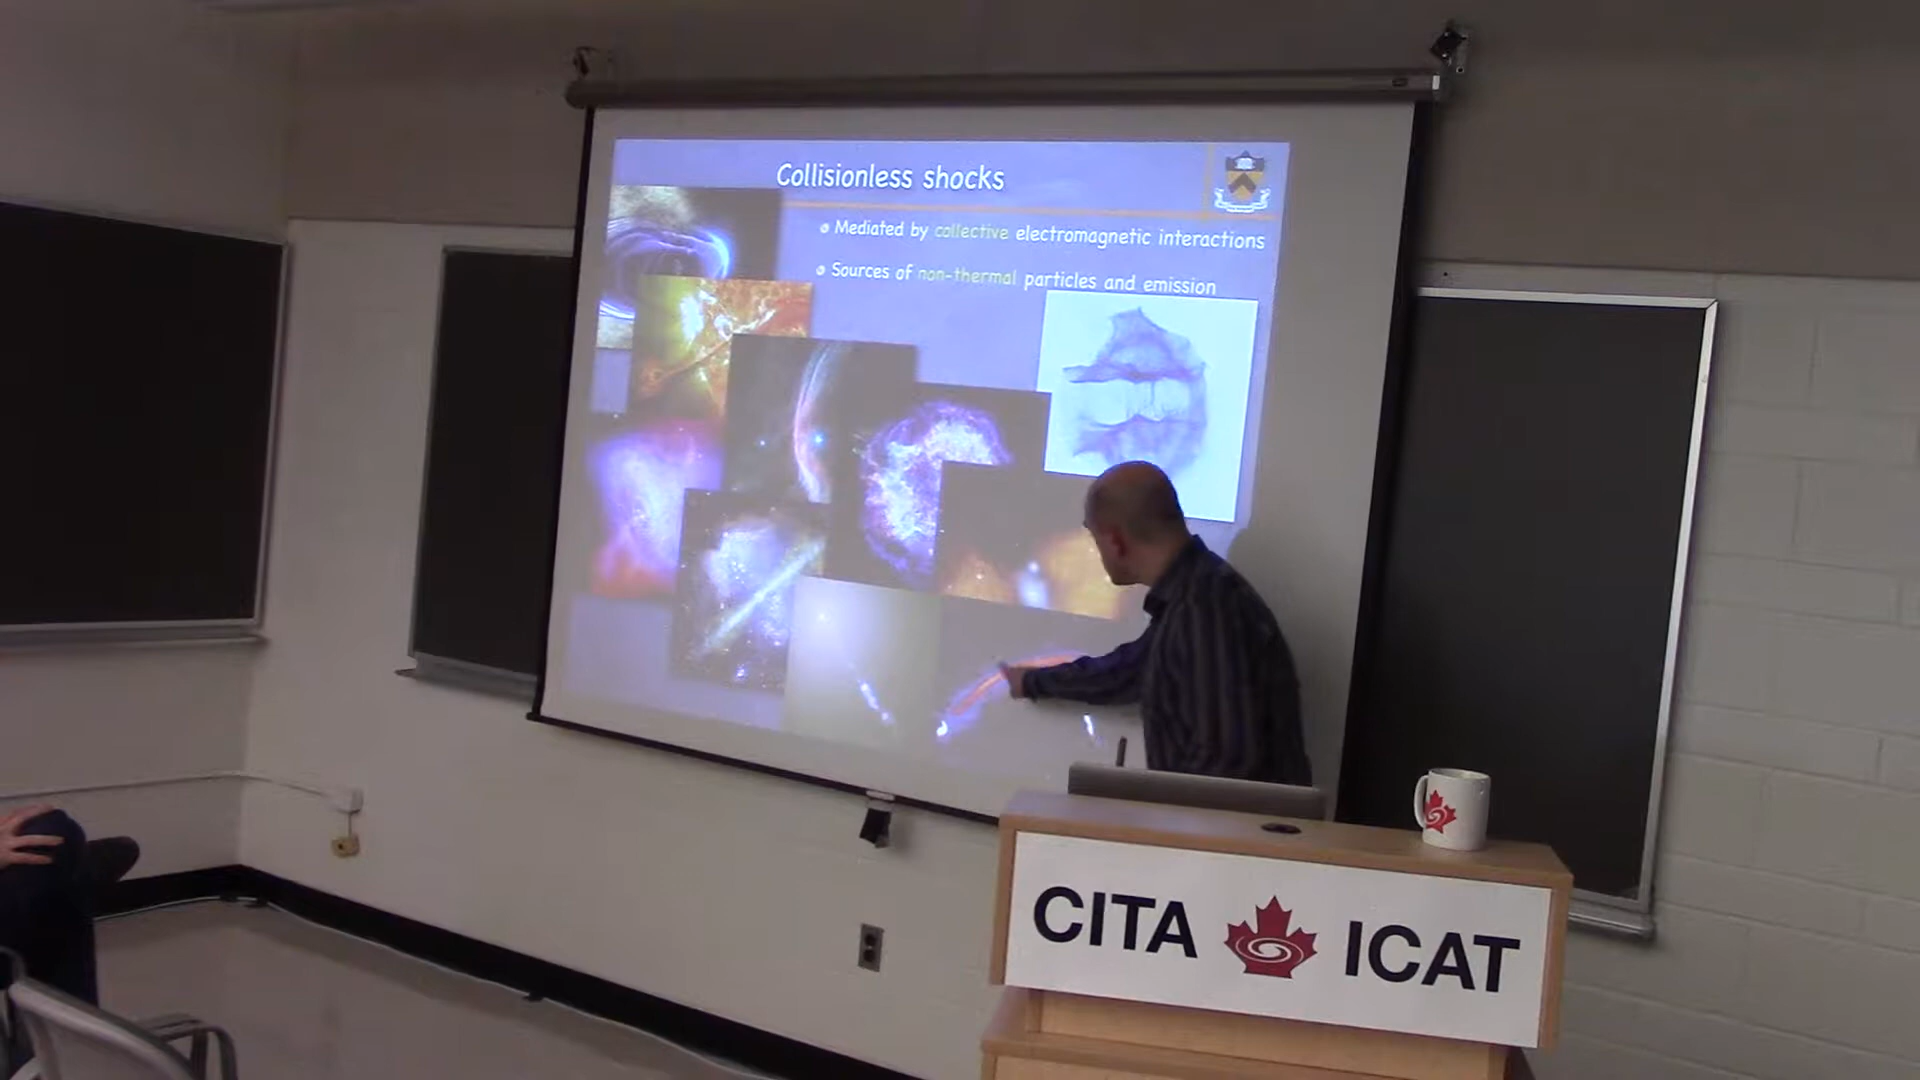 Collisionless shocks
Mediated by collective electromagnetic interactions
Sources of non-thermal particles and emission
CITA ICAT